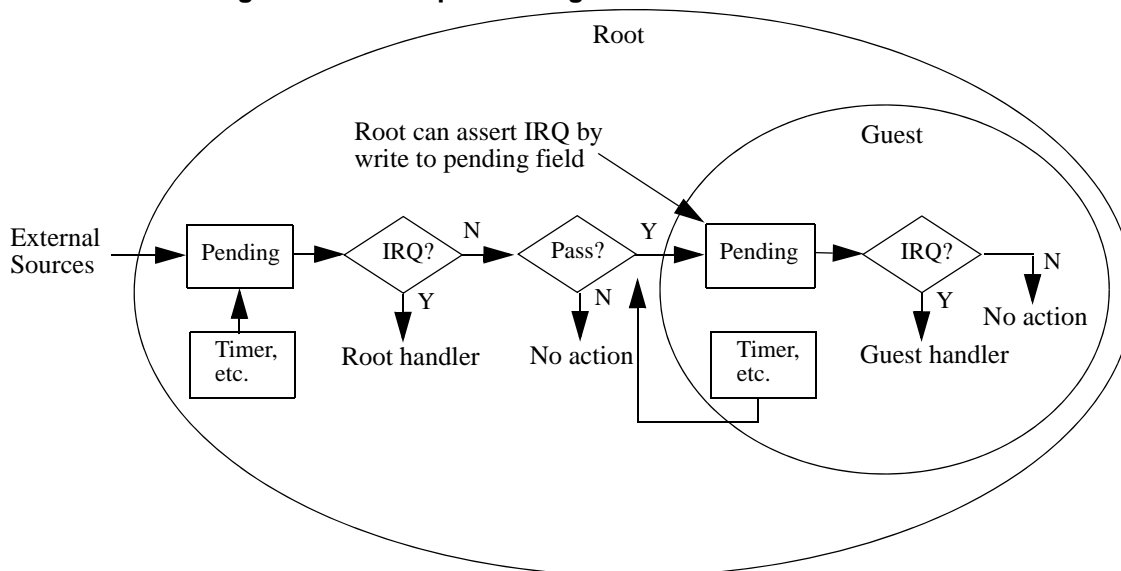 Root
Root can assert IRQ by
write to pending field
Guest
External
Sources
Pending
IRQ?
N
Pass?
Y
Pending
IRQ?
N
Y
N
Y
No action
Timer,
etc.
Root handler
No action
Timer,
etc.
Guest handler